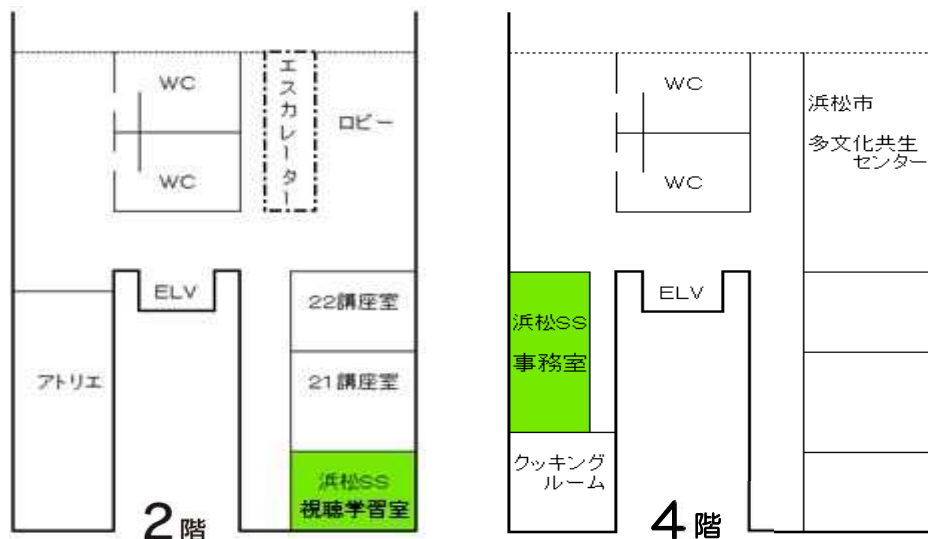 WC
エスカレーター
ロビー
WC
ELV
22講座室
アトリエ
21講座室
浜松SS
視聴学習室
2階
WC
浜松市
多文化共生
センター
WC
ELV
浜松SS
事務室
クッキング
ルーム
4階